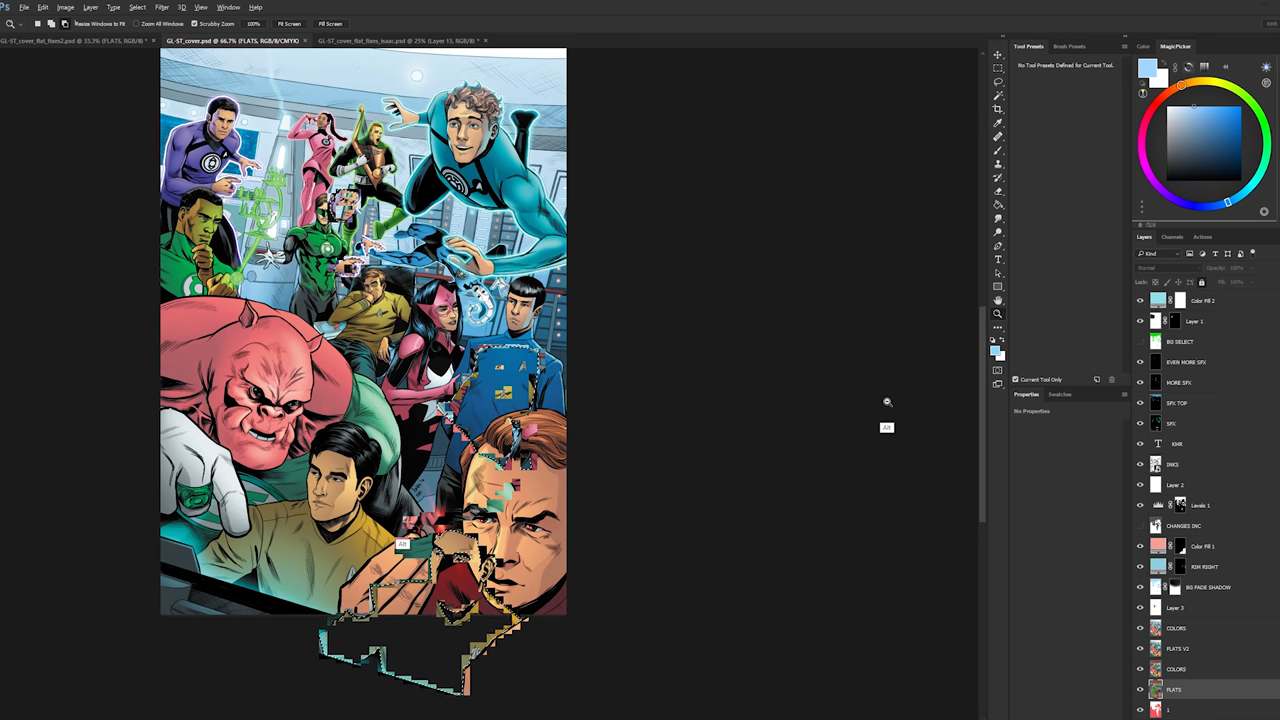 File Edit Image Layer Type Select Filter 3D View Window Help
Resize Windows to Fit Zoom All Windows Scrubby Zoom 100% Fit Screen Fill Screen
GL-ST_cover_flat_fixes2.psd @ 33.3% (FLATS, RGB/8) * × GL-ST_cover.psd @ 66.7% (FLATS, RGB/8/CMYK) × GL-ST_cover_flat_fixes_isaac.psd @ 25% (Layer 13, RGB/8) * ×
Tool Presets Brush Presets
No Tool Presets Defined for Current Tool.
Current Tool Only
Properties Swatches
No Properties
Color MagicPicker
Layers Channels Actions
Kind
Normal Opacity: 100%
Lock: Fill: 100%
Color Fill 2
Layer 1
BG SELECT
EVEN MORE SFX
MORE SFX
SFX TOP
SFX
T KMR
INKS
Layer 2
Levels 1
CHANGES INC
Color Fill 1
RIM RIGHT
BG FADE SHADOW
Layer 3
COLORS
FLATS V2
COLORS
FLATS
1
Alt
Alt